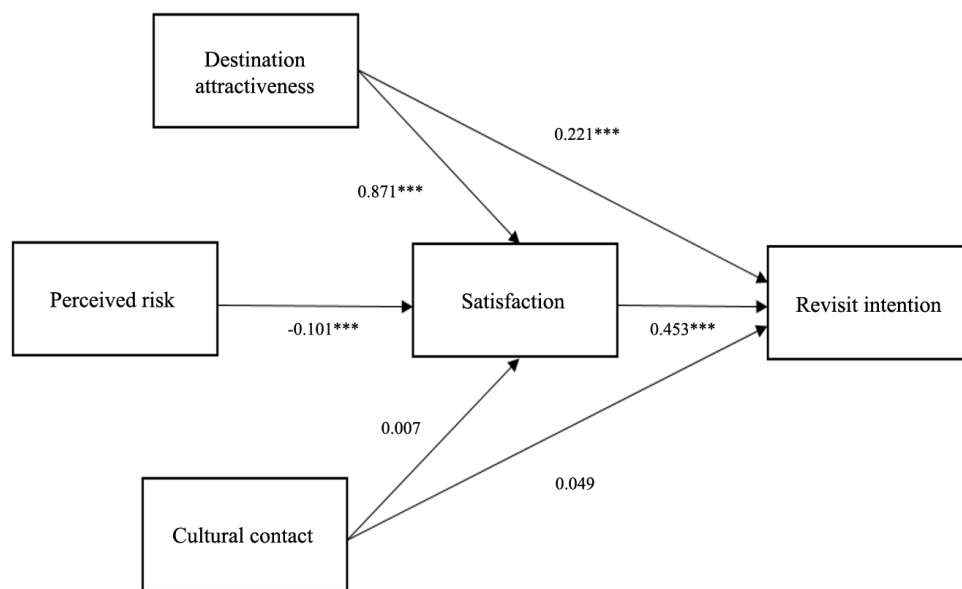 Destination
attractiveness
0.221***
0.871***
Perceived risk
Satisfaction
Revisit intention
-0.101***
0.453***
0.007
0.049
Cultural contact